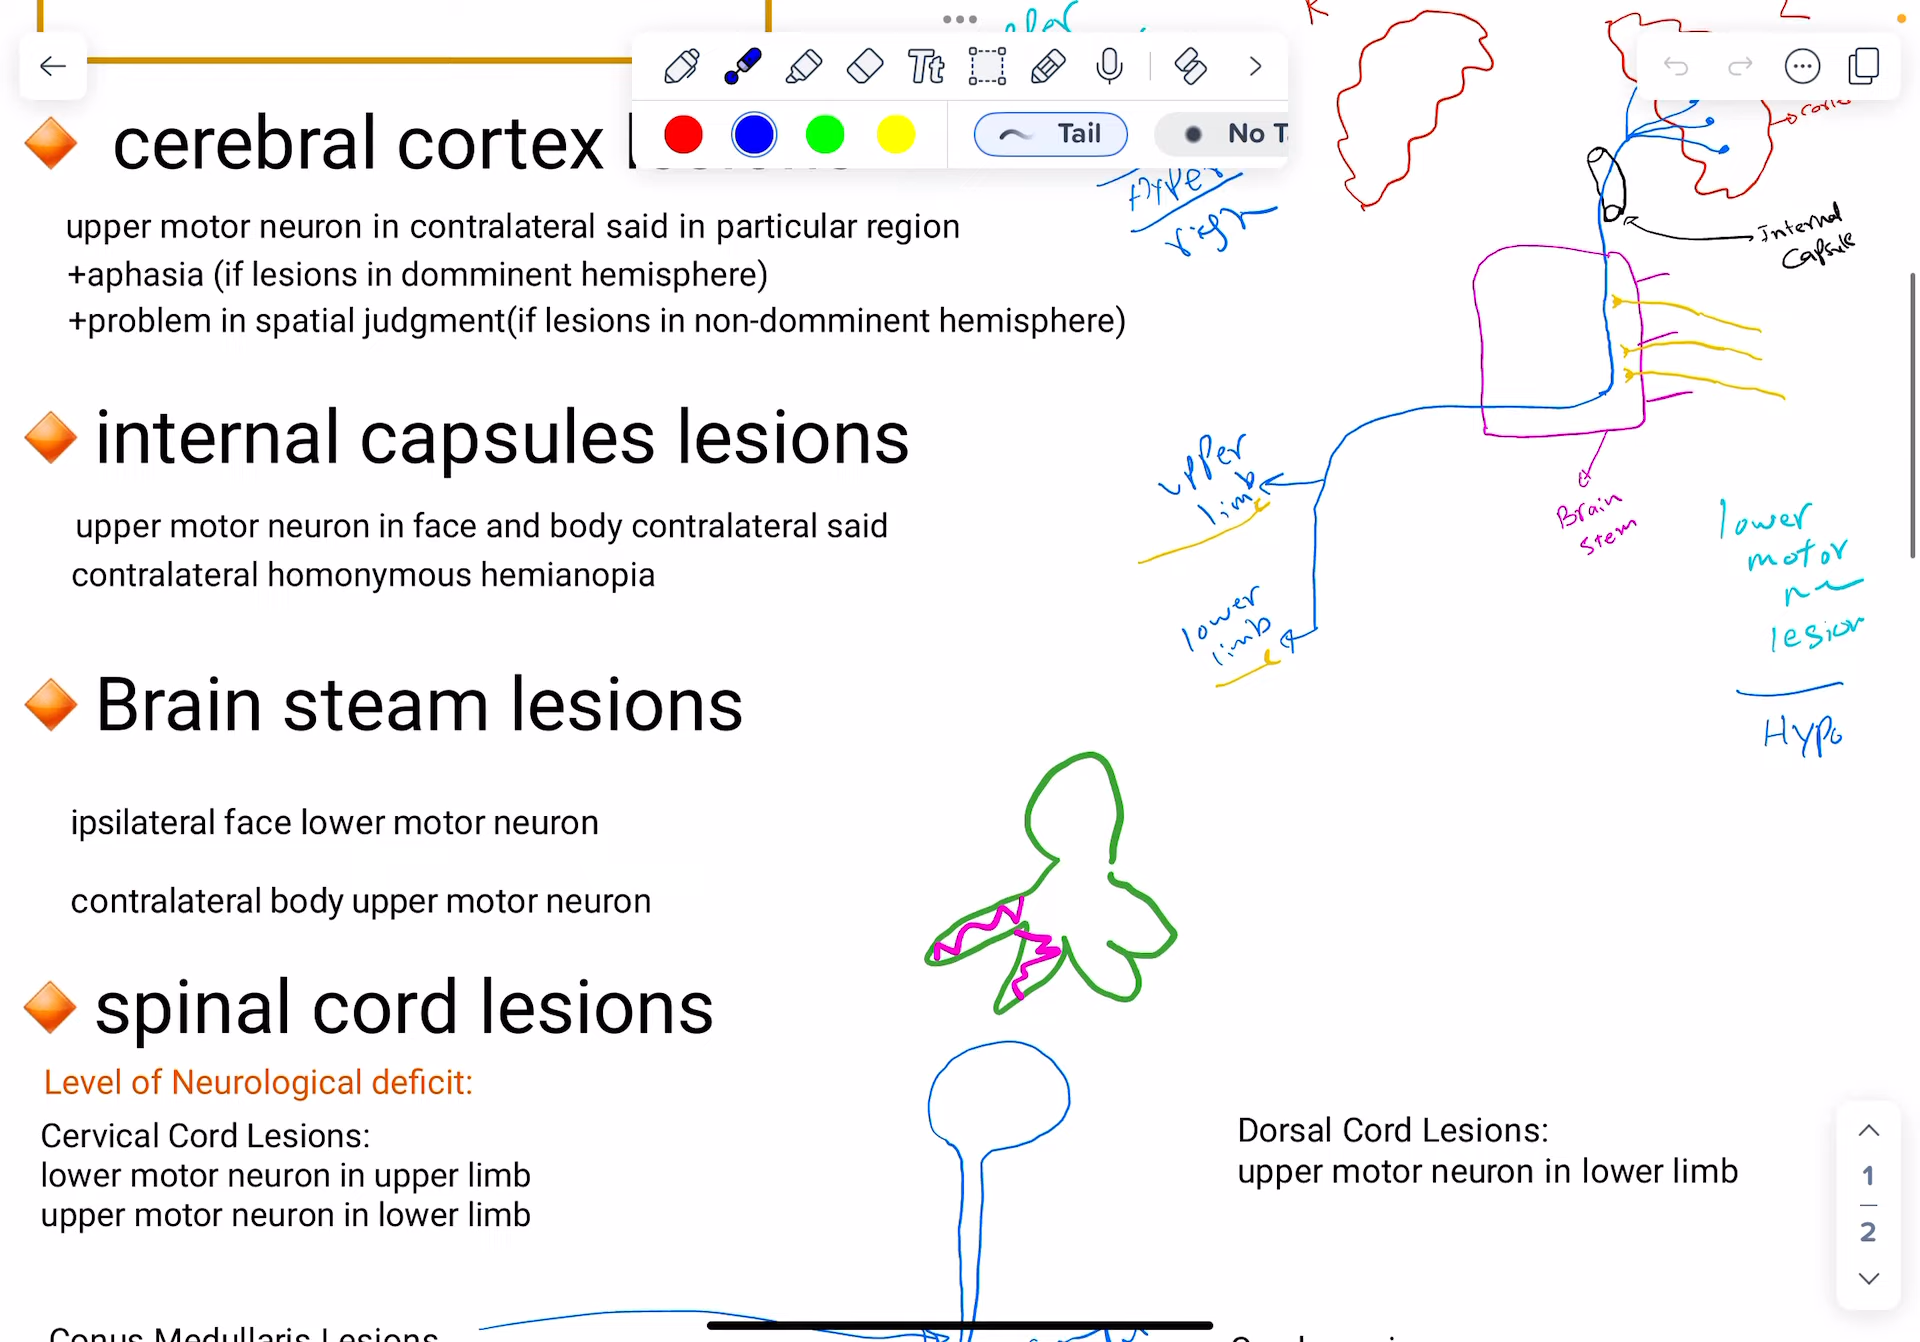 cerebral cortex
upper motor neuron in contralateral said in particular region
+aphasia (if lesions in domminent hemisphere)
+problem in spatial judgment(if lesions in non-domminent hemisphere)
internal capsules lesions
upper motor neuron in face and body contralateral said
contralateral homonymous hemianopia
Brain steam lesions
ipsilateral face lower motor neuron
contralateral body upper motor neuron
spinal cord lesions
Level of Neurological deficit:
Cervical Cord Lesions:
lower motor neuron in upper limb
upper motor neuron in lower limb
Conus Medullaris Lesions
Dorsal Cord Lesions:
upper motor neuron in lower limb
Tt
Tail
No T
Hyper
R
L
Internal
Capsule
upper
limb
lower
limb
Brain
stem
lower
motor
lesion
Hypo
1
2